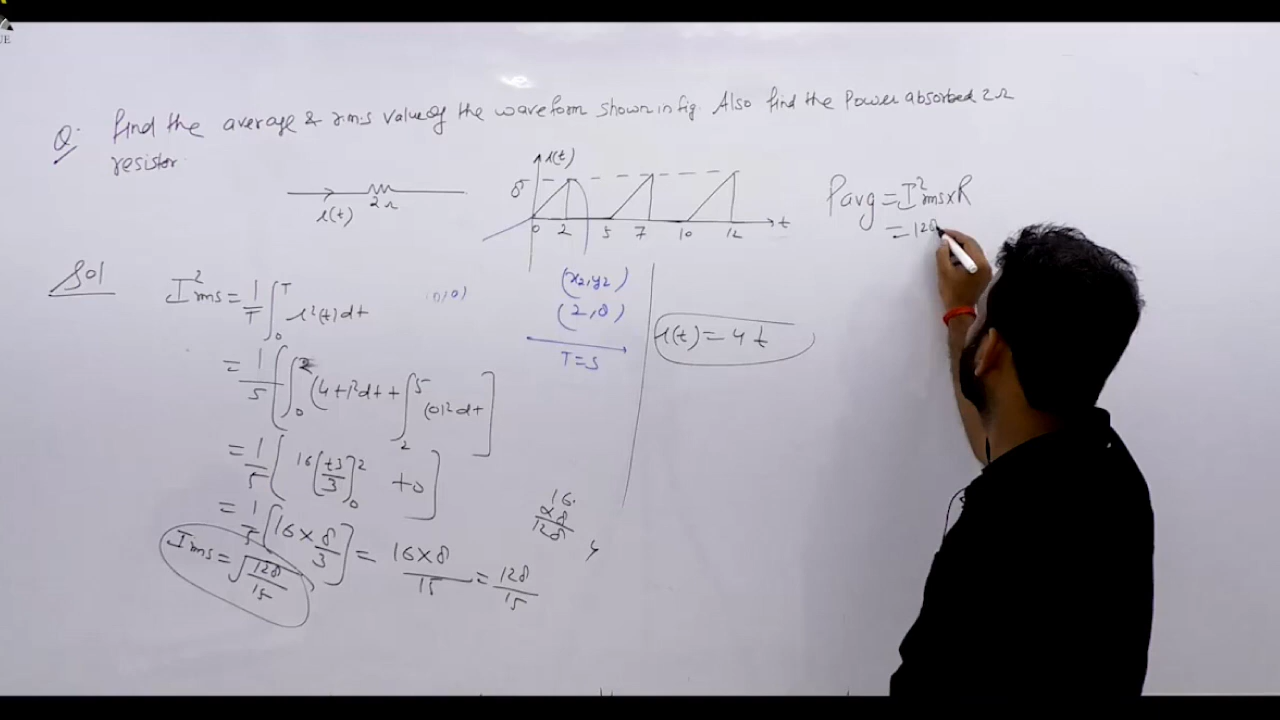 UE
Q: find the average & r.m.s value of the waveform shown in fig. Also find the Power absorbed 2Ω
resistor.
i(t)
2Ω
i(t)
8
0 2 5 7 10 12 t
Pavg = I²rms x R
= 128
Sol
I²rms = 1/T ∫₀ᵀ i²(t) dt
(0,0)
(x2,y2)
(2,8)
T=5
i(t) = 4t
= 1/5 [∫₀² (4t)² dt + ∫₂⁵ (0)² dt]
= 1/5 [16 [t3/3]₀² + 0]
= 1/5 [16 × 8/3] = 16×8/15 = 128/15
Irms = √128/15
16
×8
128